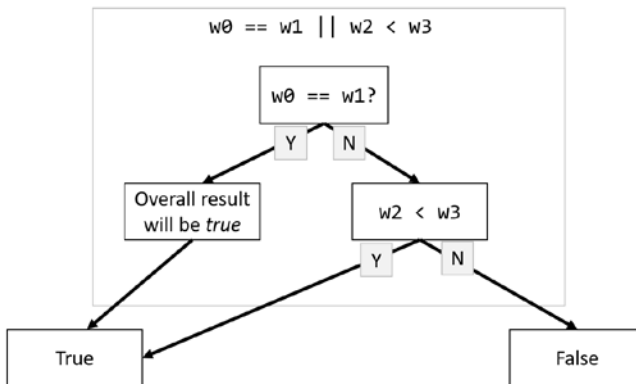 w0 == w1 || w2 < w3
w0 == w1?
Y
N
Overall result
will be true
w2 < w3
Y
N
True
False